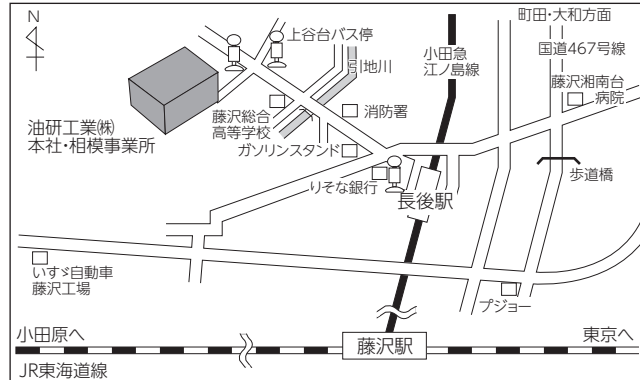 N
上谷台バス停
引地川
小田急
江ノ島線
町田・大和方面
国道467号線
藤沢湘南台
病院
藤沢総合
高等学校
消防署
油研工業㈱
本社・相模事業所
ガソリンスタンド
りそな銀行
長後駅
歩道橋
いすゞ自動車
藤沢工場
プジョー
小田原へ
藤沢駅
東京へ
JR東海道線